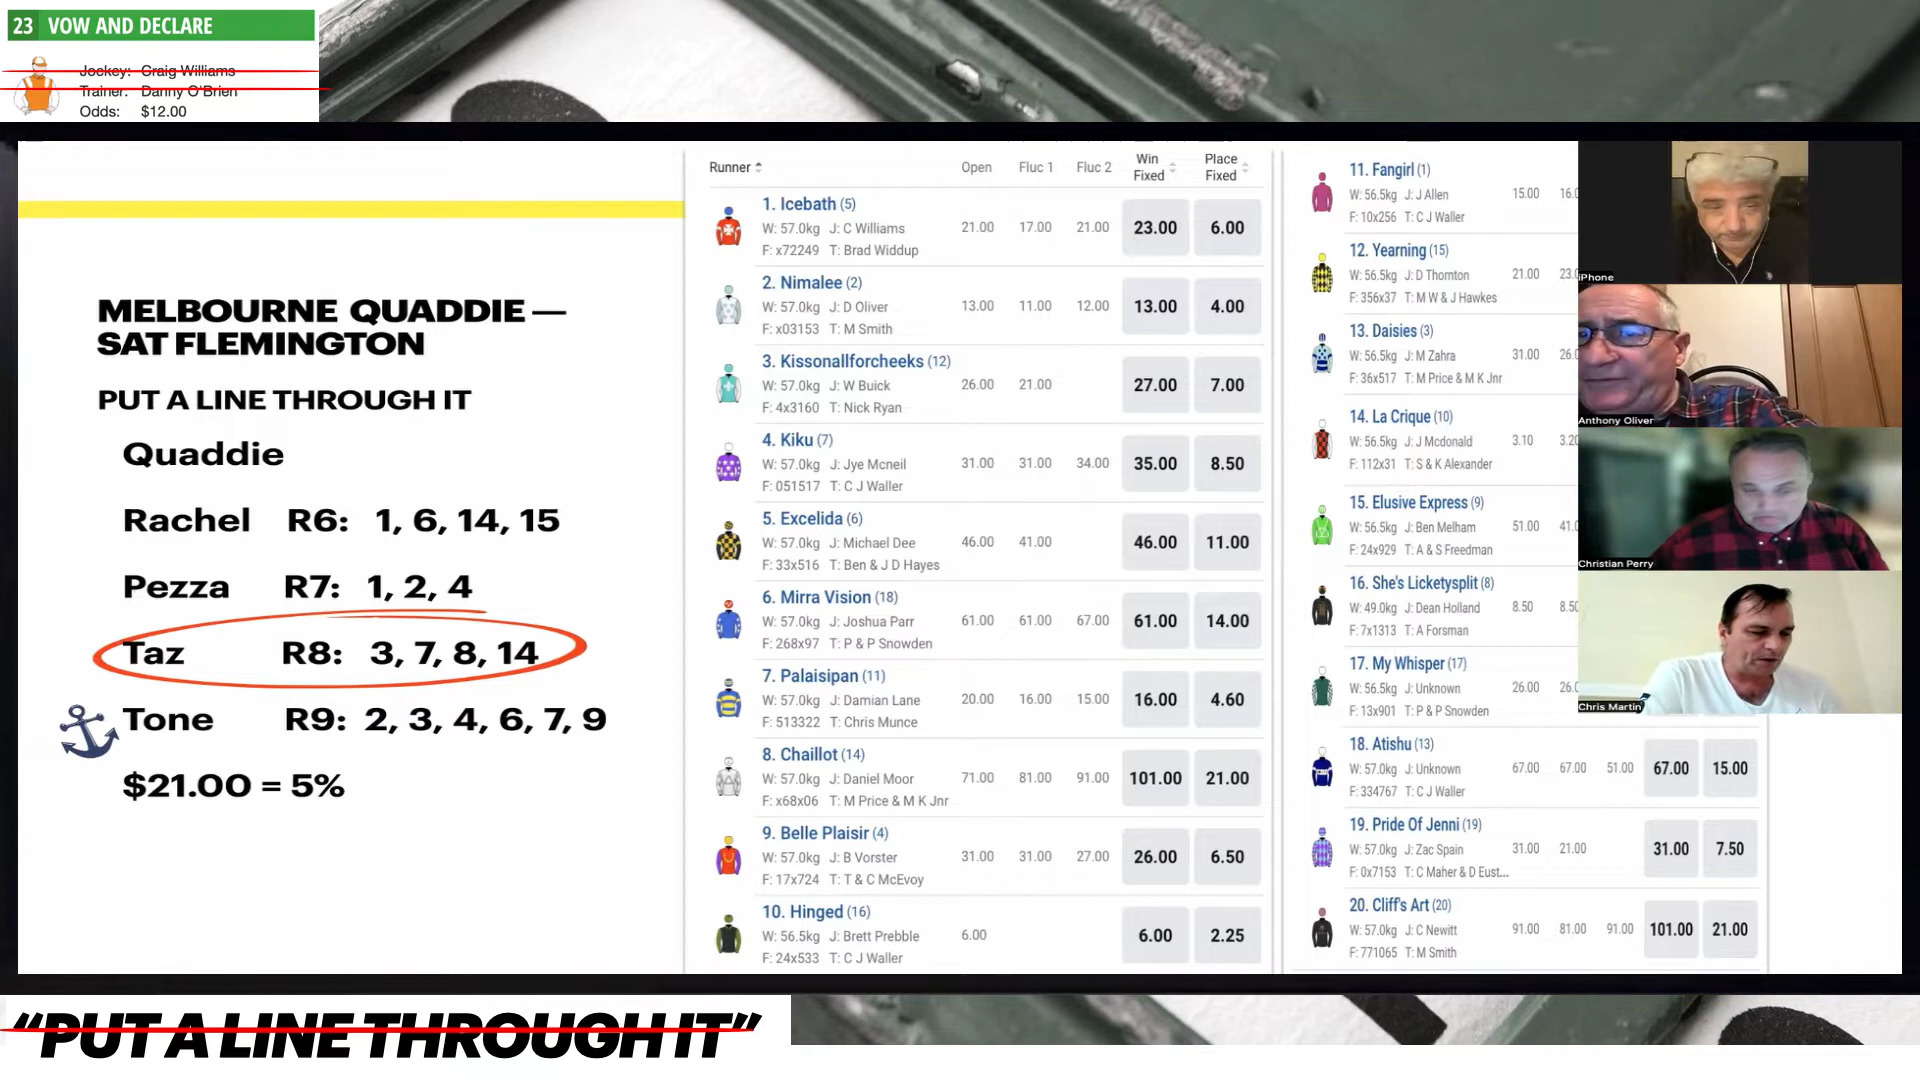 23 VOW AND DECLARE
Jockey: Craig Williams
Trainer: Danny O'Brien
Odds: $12.00
MELBOURNE QUADDIE —
SAT FLEMINGTON
PUT A LINE THROUGH IT
Quaddie
Rachel R6: 1, 6, 14, 15
Pezza R7: 1, 2, 4
Taz R8: 3, 7, 8, 14
Tone R9: 2, 3, 4, 6, 7, 9
$21.00 = 5%
Runner Open Fluc 1 Fluc 2 Win Fixed Place Fixed
1. Icebath (5)
W: 57.0kg J: C Williams 21.00 17.00 21.00 23.00 6.00
F: x72249 T: Brad Widdup
2. Nimalee (2)
W: 57.0kg J: D Oliver 13.00 11.00 12.00 13.00 4.00
F: x03153 T: M Smith
3. Kissonallforcheeks (12)
W: 57.0kg J: W Buick 26.00 21.00 27.00 7.00
F: 4x3160 T: Nick Ryan
4. Kiku (7)
W: 57.0kg J: Jye Mcneil 31.00 31.00 34.00 35.00 8.50
F: 051517 T: C J Waller
5. Excelida (6)
W: 57.0kg J: Michael Dee 46.00 41.00 46.00 11.00
F: 33x516 T: Ben & J D Hayes
6. Mirra Vision (18)
W: 57.0kg J: Joshua Parr 61.00 61.00 67.00 61.00 14.00
F: 268x97 T: P & P Snowden
7. Palaisipan (11)
W: 57.0kg J: Damian Lane 20.00 16.00 15.00 16.00 4.60
F: 513322 T: Chris Munce
8. Chaillot (14)
W: 57.0kg J: Daniel Moor 71.00 81.00 91.00 101.00 21.00
F: x68x06 T: M Price & M K Jnr
9. Belle Plaisir (4)
W: 57.0kg J: B Vorster 31.00 31.00 27.00 26.00 6.50
F: 17x724 T: T & C McEvoy
10. Hinged (16)
W: 56.5kg J: Brett Prebble 6.00 6.00 2.25
F: 24x533 T: C J Waller
11. Fangirl (1)
W: 56.5kg J: J Allen 15.00 16.0
F: 10x256 T: C J Waller
12. Yearning (15)
W: 56.5kg J: D Thornton 21.00 23.0
F: 356x37 T: M W & J Hawkes
13. Daisies (3)
W: 56.5kg J: M Zahra 31.00 26.0
F: 36x517 T: M Price & M K Jnr
14. La Crique (10)
W: 56.5kg J: J Mcdonald 3.10 3.20
F: 112x31 T: S & K Alexander
15. Elusive Express (9)
W: 56.5kg J: Ben Melham 51.00 41.0
F: 24x929 T: A & S Freedman
16. She's Licketysplit (8)
W: 49.0kg J: Dean Holland 8.50 8.50
F: 7x1313 T: A Forsman
17. My Whisper (17)
W: 56.5kg J: Unknown 26.00 26.0
F: 13x901 T: P & P Snowden
18. Atishu (13)
W: 57.0kg J: Unknown 67.00 67.00 51.00 67.00 15.00
F: 334767 T: C J Waller
19. Pride Of Jenni (19)
W: 57.0kg J: Zac Spain 31.00 21.00 31.00 7.50
F: 0x7153 T: C Maher & D Eust...
20. Cliff's Art (20)
W: 57.0kg J: C Newitt 91.00 81.00 91.00 101.00 21.00
F: 771065 T: M Smith
iPhone
Anthony Oliver
Christian Perry
Chris Martin
“PUT A LINE THROUGH IT”